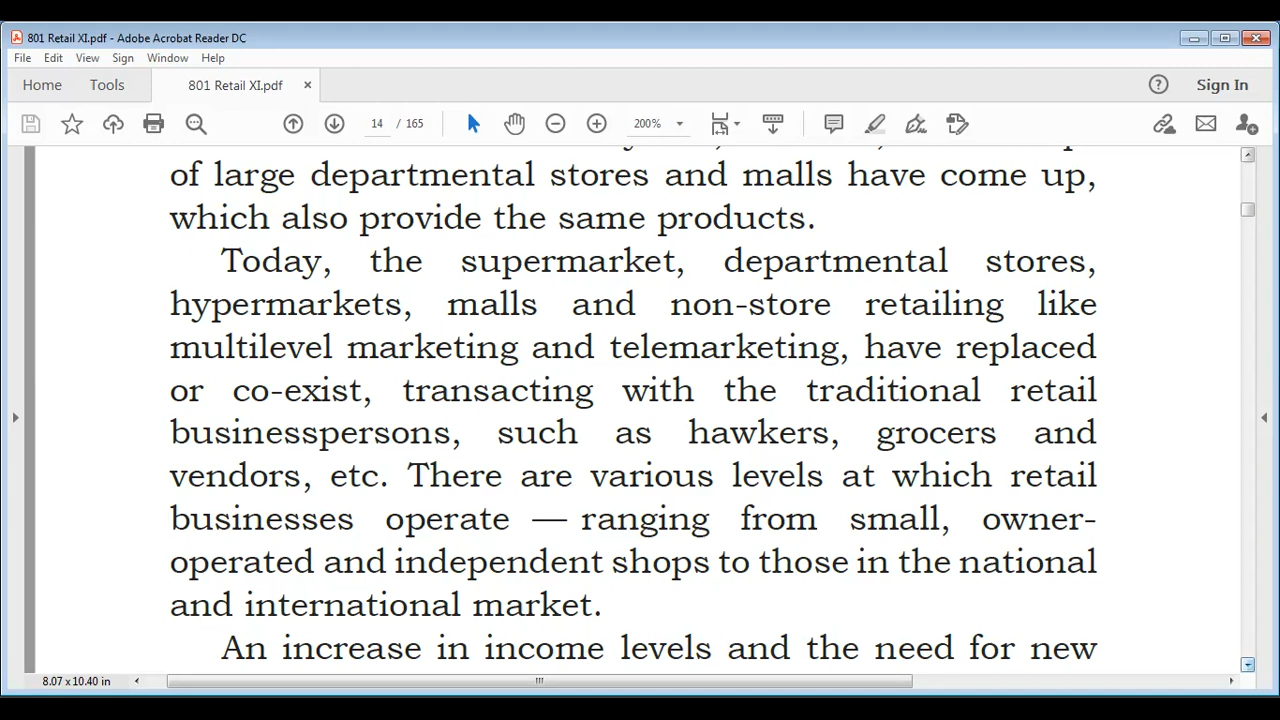 801 Retail XI.pdf - Adobe Acrobat Reader DC
File Edit View Sign Window Help
Home Tools 801 Retail XI.pdf × Sign In
14 / 165 200%
of large departmental stores and malls have come up,
which also provide the same products.
Today, the supermarket, departmental stores,
hypermarkets, malls and non-store retailing like
multilevel marketing and telemarketing, have replaced
or co-exist, transacting with the traditional retail
businesspersons, such as hawkers, grocers and
vendors, etc. There are various levels at which retail
businesses operate — ranging from small, owner-
operated and independent shops to those in the national
and international market.
An increase in income levels and the need for new
8.07 x 10.40 in